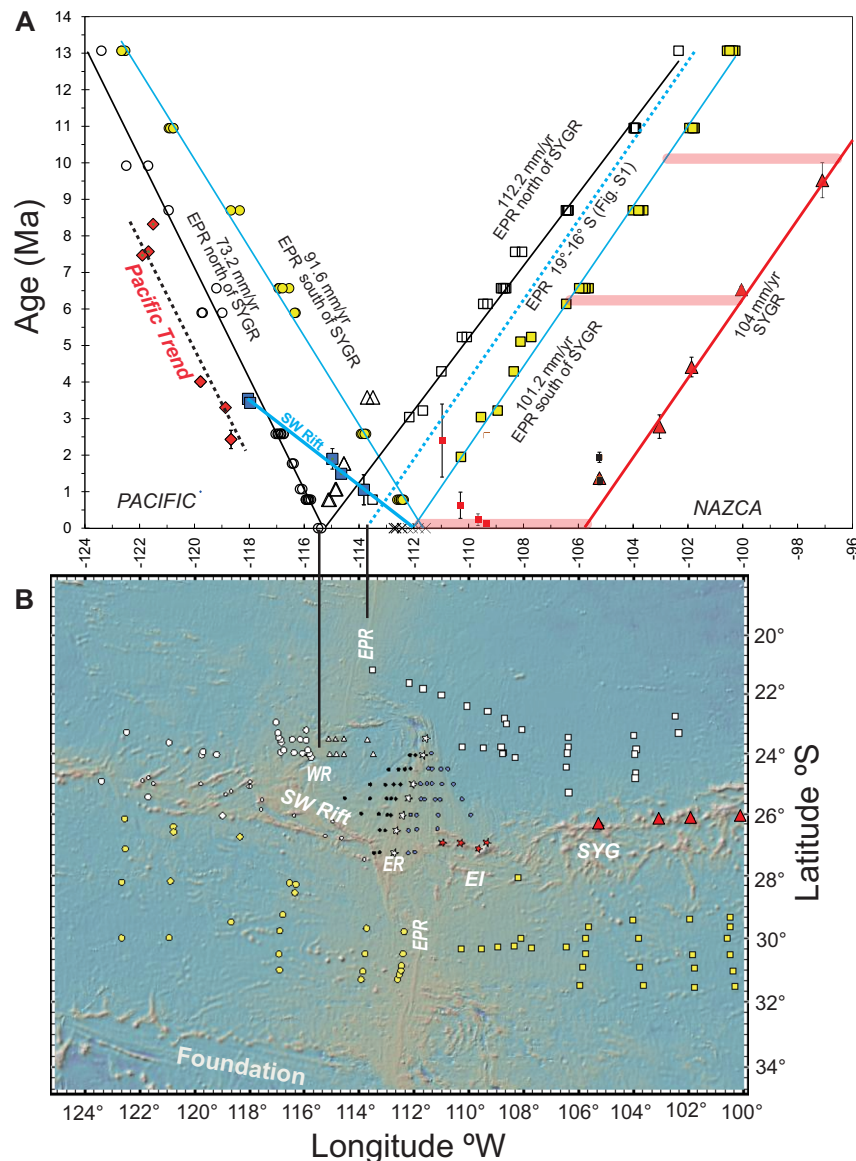 A
Age (Ma)
14
13
12
11
10
9
8
7
6
5
4
3
2
1
0
Pacific Trend
73.2 mm/yr
EPR north of SYGR
91.6 mm/yr
EPR south of SYGR
SW Rift
112.2 mm/yr
EPR north of SYGR
EPR 19°-16° S (Fig. S1)
101.2 mm/yr
EPR south of SYGR
104 mm/yr
SYGR
PACIFIC
NAZCA
-124 -122 -120 -118 -116 -114 -112 -110 -108 -106 -104 -102 -100 -98 -96 -95
B
EPR
WR
SW Rift
ER
EI
SYG
EPR
Foundation
20°
22°
24°
26°
28°
30°
32°
34°
Latitude ºS
124° 122° 120° 118° 116° 114° 112° 110° 108° 106° 104° 102° 100°
Longitude ºW